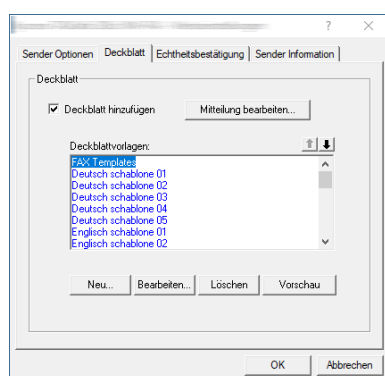 Sender Optionen Deckblatt Echtheitsbestätigung Sender Information
Deckblatt
Deckblatt hinzufügen Mitteilung bearbeiten...
Deckblattvorlagen:
FAX Templates
Deutsch schablone 01
Deutsch schablone 02
Deutsch schablone 03
Deutsch schablone 04
Deutsch schablone 05
Englisch schablone 01
Englisch schablone 02
Neu... Bearbeiten... Löschen Vorschau
OK Abbrechen